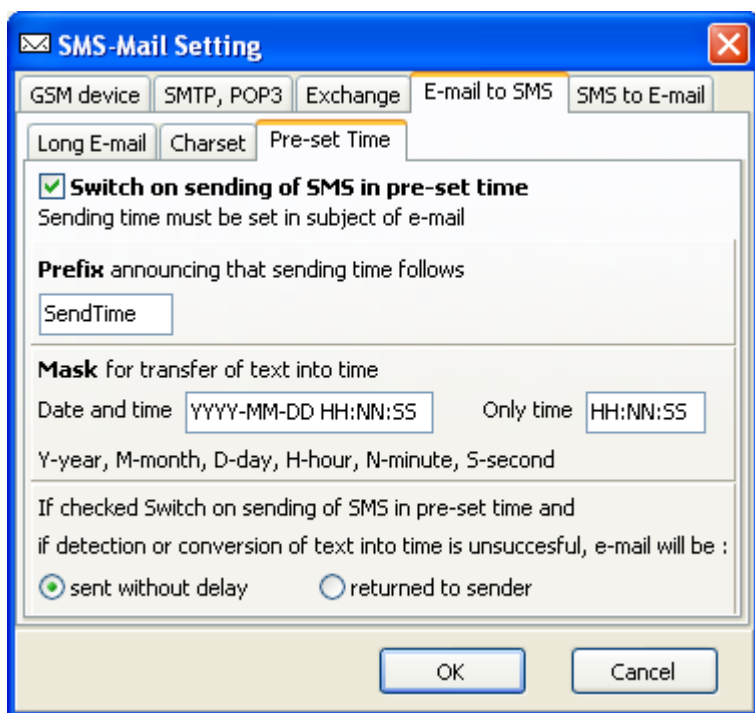 SMS-Mail Setting
GSM device SMTP, POP3 Exchange E-mail to SMS SMS to E-mail
Long E-mail Charset Pre-set Time
Switch on sending of SMS in pre-set time
Sending time must be set in subject of e-mail
Prefix announcing that sending time follows
SendTime
Mask for transfer of text into time
Date and time YYYY-MM-DD HH:NN:SS Only time HH:NN:SS
Y-year, M-month, D-day, H-hour, N-minute, S-second
If checked Switch on sending of SMS in pre-set time and
if detection or conversion of text into time is unsuccesful, e-mail will be :
sent without delay returned to sender
OK Cancel